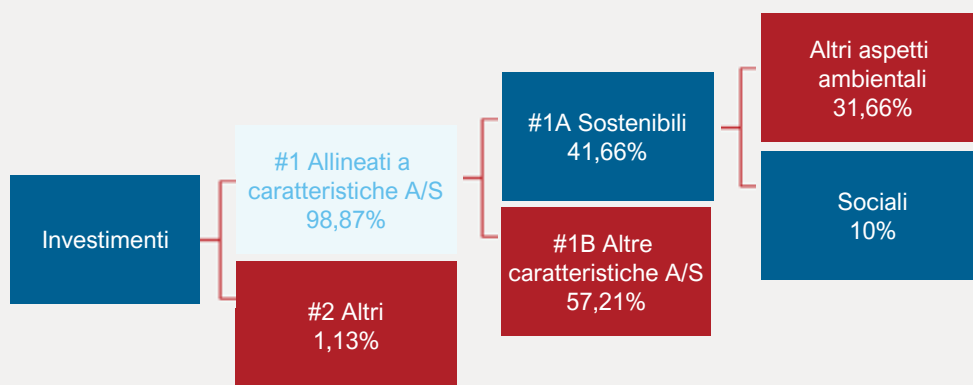 Investimenti
#1 Allineati a
caratteristiche A/S
98,87%
#2 Altri
1,13%
#1A Sostenibili
41,66%
#1B Altre
caratteristiche A/S
57,21%
Altri aspetti
ambientali
31,66%
Sociali
10%